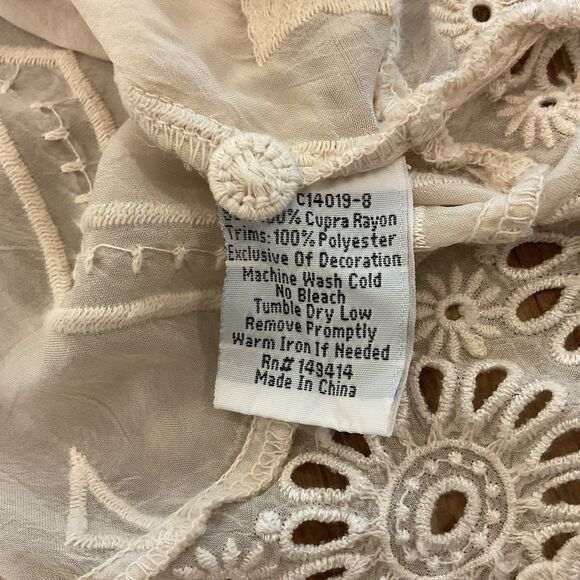 C14019-8
100% Cupra Rayon
Trims: 100% Polyester
Exclusive Of Decoration
Machine Wash Cold
No Bleach
Tumble Dry Low
Remove Promptly
Warm Iron If Needed
Rn# 149414
Made In China